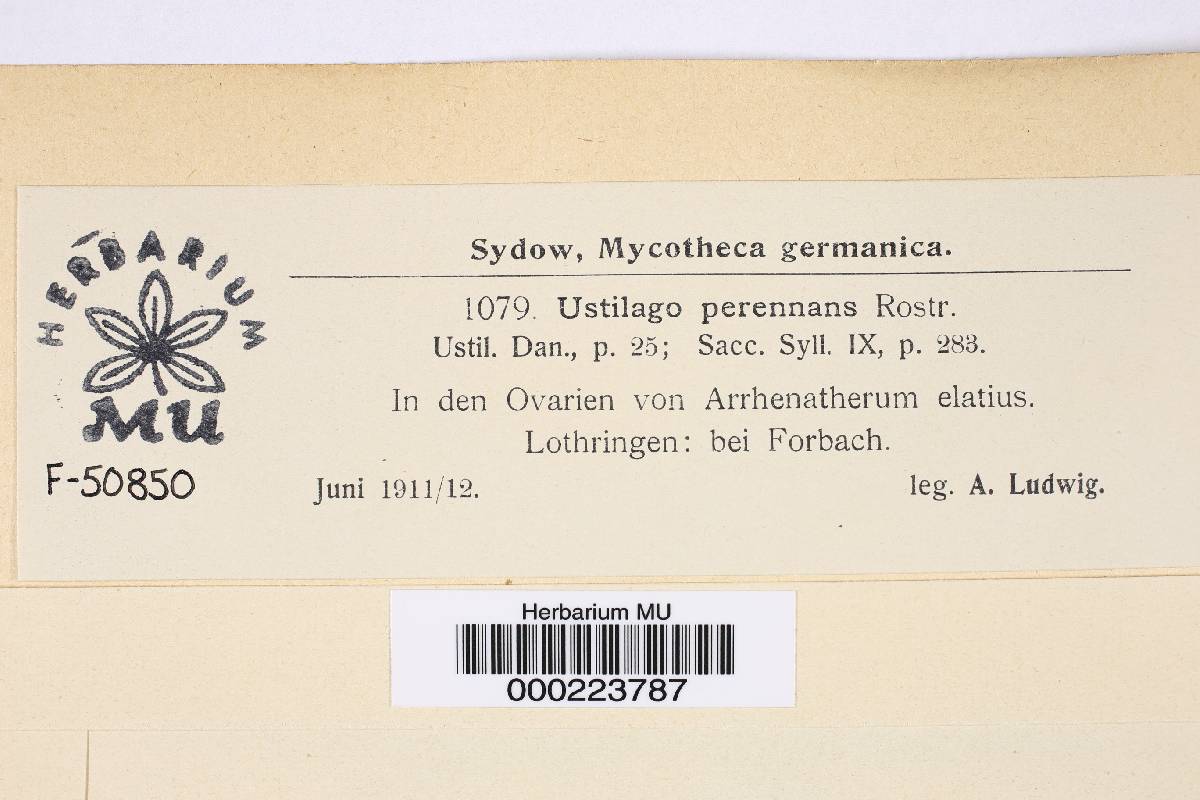 HERBARIUM
MU
F-50850
Sydow, Mycotheca germanica.
1079. Ustilago perennans Rostr.
Ustil. Dan., p. 25; Sacc. Syll. IX, p. 283.
In den Ovarien von Arrhenatherum elatius.
Lothringen: bei Forbach.
Juni 1911/12. leg. A. Ludwig.
Herbarium MU
000223787